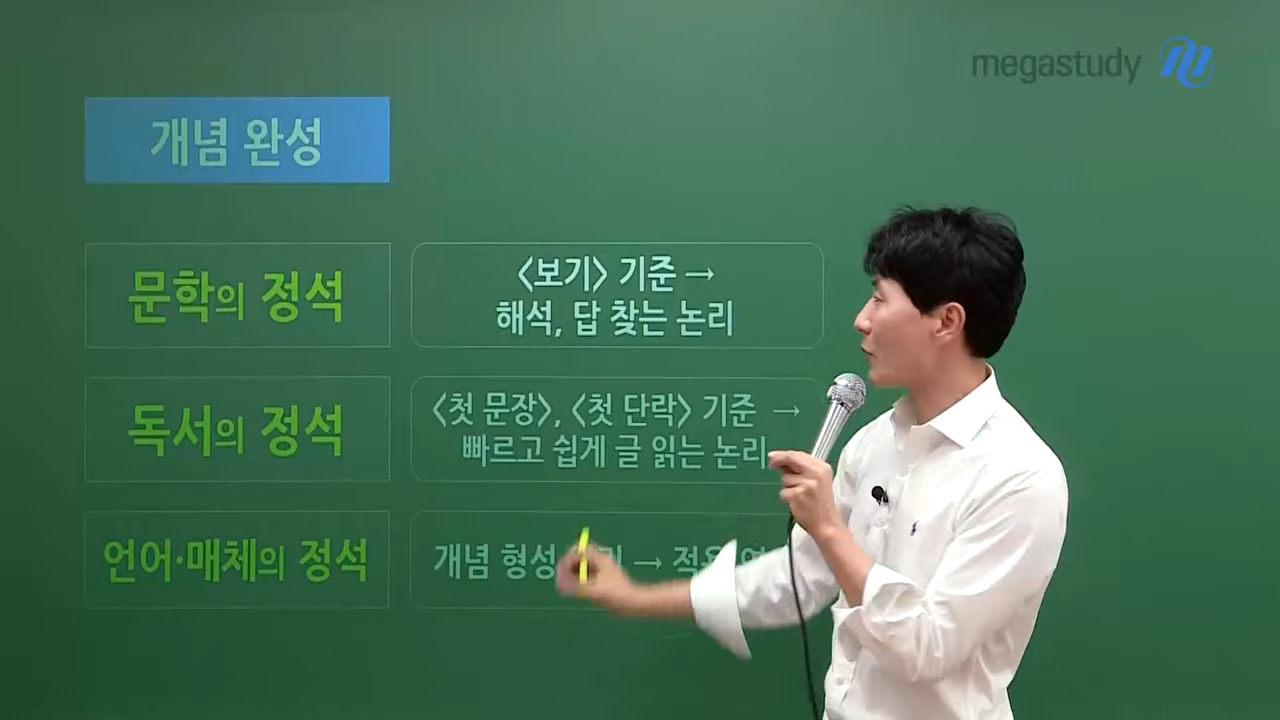 megastudy
개념 완성
문학의 정석
<보기> 기준 →
해석, 답 찾는 논리
독서의 정석
<첫 문장>, <첫 단락> 기준 →
빠르고 쉽게 글 읽는 논리
언어·매체의 정석
개념 형성 → 적용